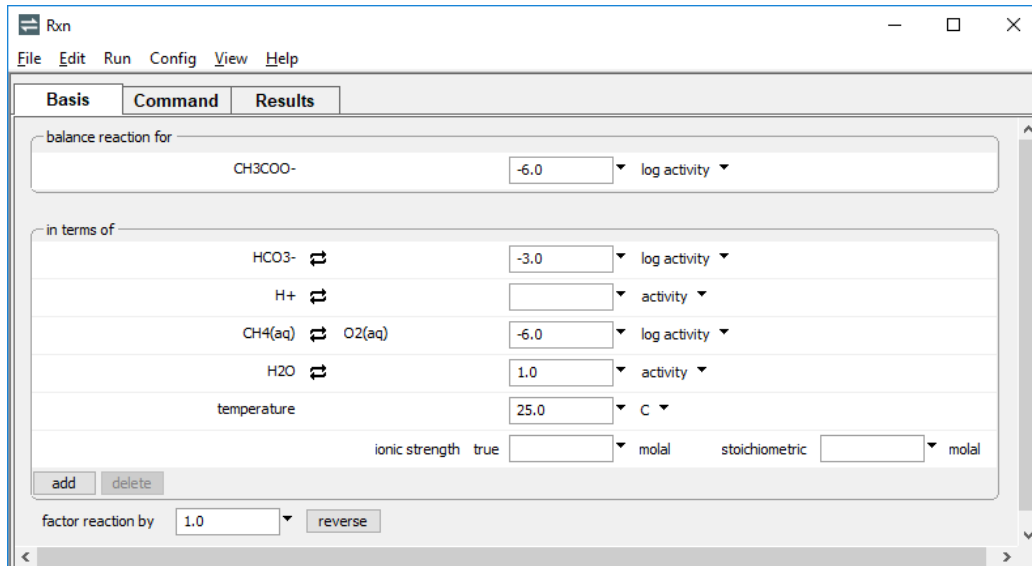 Rxn
File Edit Run Config View Help
Basis Command Results
balance reaction for
CH3COO- -6.0 log activity
in terms of
HCO3- -3.0 log activity
H+ activity
CH4(aq) O2(aq) -6.0 log activity
H2O 1.0 activity
temperature 25.0 C
ionic strength true molal stoichiometric molal
add delete
factor reaction by 1.0 reverse